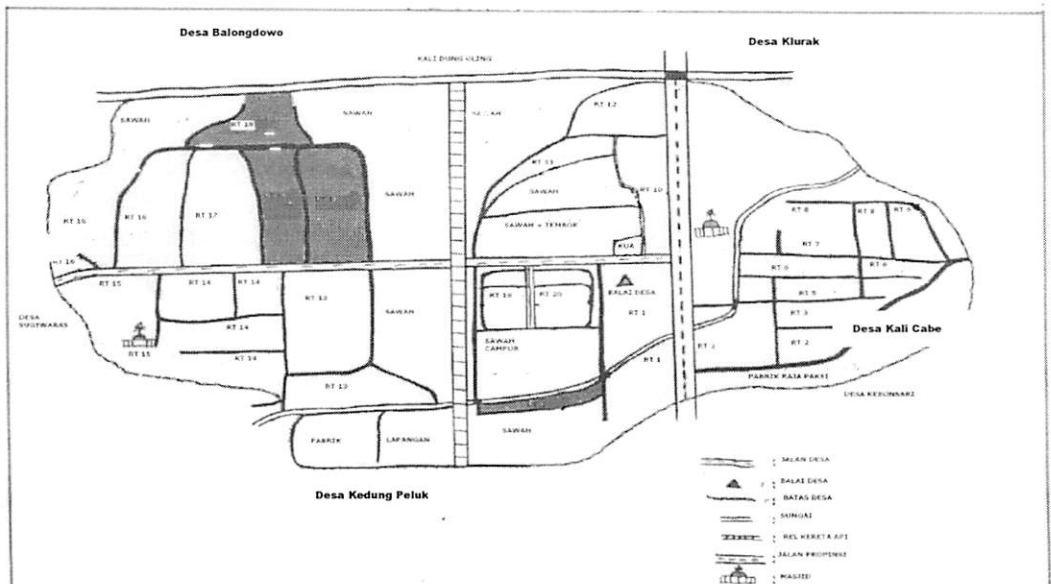 Desa Balongdowo
Desa Klurak
KALI DUNG ULING
RT 12
SAWAH
RT 18
SAWAH
RT 11
SAWAH
RT 10
SAWAH
RT 16
RT 17
RT 15
SAWAH + TEMBOK
KUA
RT 8
RT 8
RT 9
RT 7
RT 6
RT 6
RT 5
RT 3
RT 2
RT 2
RT 15
RT 14
RT 14
RT 13
RT 19
RT 20
BALAI DESA
RT 1
DESA
SUGIWARAS
RT 14
SAWAH
Desa Kali Cabe
RT 15
RT 14
SAWAH
CAMPUR
RT 1
RT 13
PABRIK RAJA PAKSI
DESA KEBONSARI
PABRIK
LAPANGAN
SAWAH
Desa Kedung Peluk
: JALAN DESA
: BALAI DESA
: BATAS DESA
: SUNGAI
: REL KERETA API
: JALAN PROPINSI
: MASJID